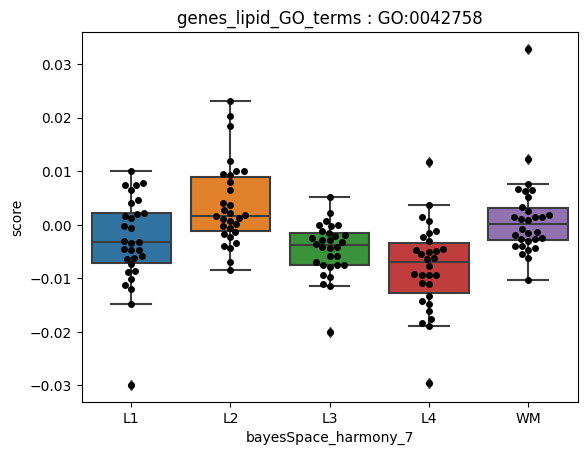 genes_lipid_GO_terms : GO:0042758
0.03
0.02
0.01
0.00
−0.01
−0.02
−0.03
score
L1 L2 L3 L4 WM
bayesSpace_harmony_7